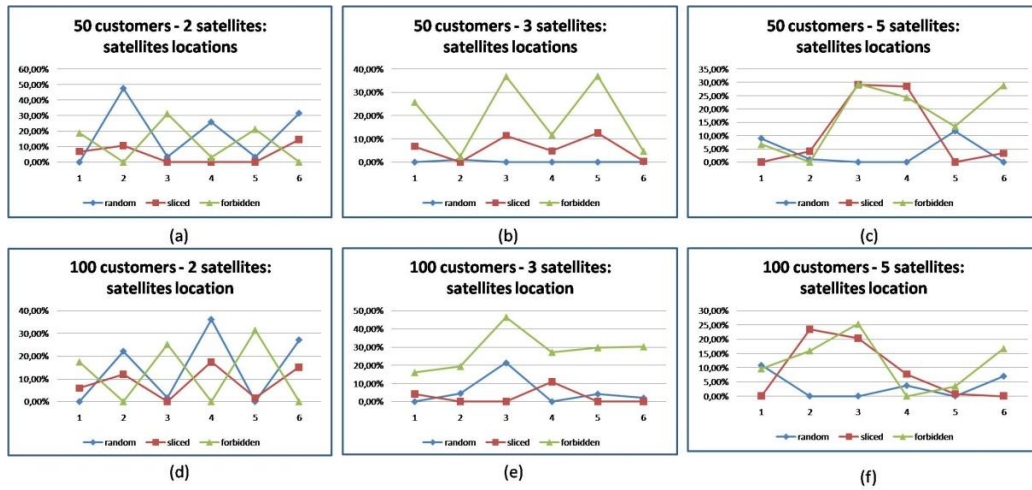 50 customers - 2 satellites:
satellites locations
60,00%
50,00%
40,00%
30,00%
20,00%
10,00%
0,00%
1 2 3 4 5 6
random sliced forbidden
(a)
50 customers - 3 satellites:
satellites locations
40,00%
30,00%
20,00%
10,00%
0,00%
1 2 3 4 5 6
random sliced forbidden
(b)
50 customers - 5 satellites:
satellites locations
35,00%
30,00%
25,00%
20,00%
15,00%
10,00%
5,00%
0,00%
1 2 3 4 5 6
random sliced forbidden
(c)
100 customers - 2 satellites:
satellites location
40,00%
30,00%
20,00%
10,00%
0,00%
1 2 3 4 5 6
random sliced forbidden
(d)
100 customers - 3 satellites:
satellites location
50,00%
40,00%
30,00%
20,00%
10,00%
0,00%
1 2 3 4 5 6
random sliced forbidden
(e)
100 customers - 5 satellites:
satellites location
30,00%
25,00%
20,00%
15,00%
10,00%
5,00%
0,00%
1 2 3 4 5 6
random sliced forbidden
(f)